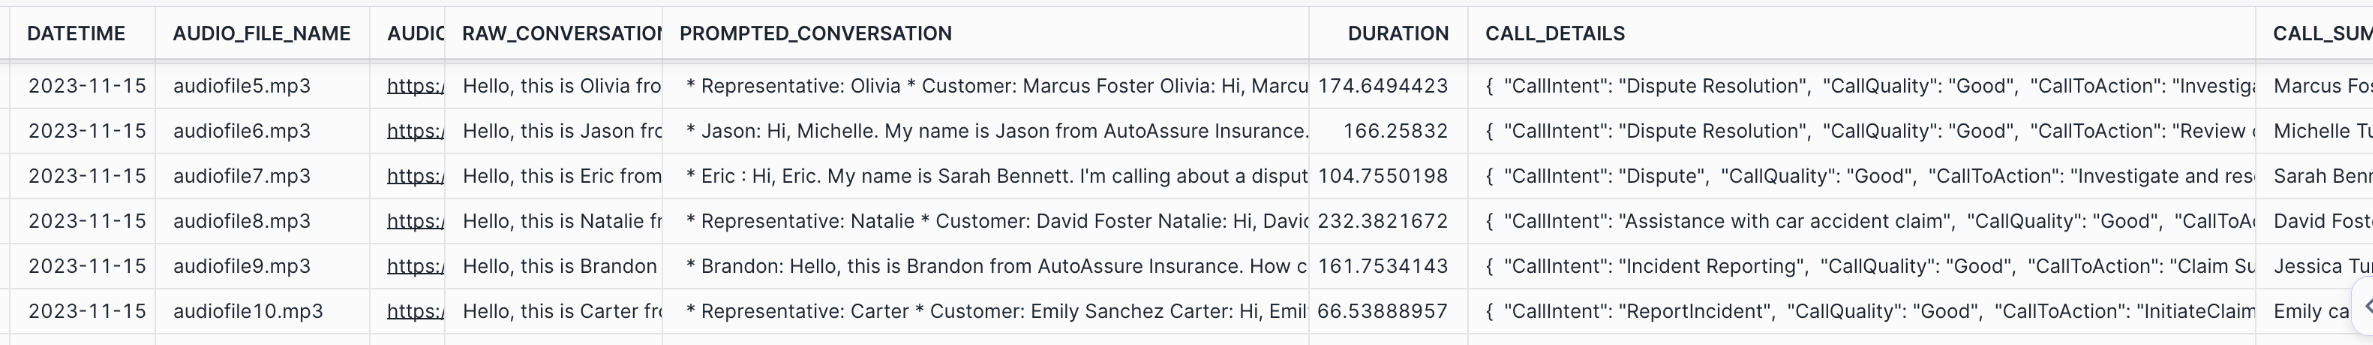 DATETIME AUDIO_FILE_NAME AUDIO RAW_CONVERSATION PROMPTED_CONVERSATION DURATION CALL_DETAILS CALL_SUM
2023-11-15 audiofile5.mp3 https:/ Hello, this is Olivia fro * Representative: Olivia * Customer: Marcus Foster Olivia: Hi, Marcu 174.6494423 { "CallIntent": "Dispute Resolution", "CallQuality": "Good", "CallToAction": "Investiga Marcus Fos
2023-11-15 audiofile6.mp3 https:/ Hello, this is Jason fro * Jason: Hi, Michelle. My name is Jason from AutoAssure Insurance. 166.25832 { "CallIntent": "Dispute Resolution", "CallQuality": "Good", "CallToAction": "Review Michelle Tu
2023-11-15 audiofile7.mp3 https:/ Hello, this is Eric from * Eric : Hi, Eric. My name is Sarah Bennett. I'm calling about a disput 104.7550198 { "CallIntent": "Dispute", "CallQuality": "Good", "CallToAction": "Investigate and res Sarah Benn
2023-11-15 audiofile8.mp3 https:/ Hello, this is Natalie fr * Representative: Natalie * Customer: David Foster Natalie: Hi, David 232.3821672 { "CallIntent": "Assistance with car accident claim", "CallQuality": "Good", "CallToAc David Foste
2023-11-15 audiofile9.mp3 https:/ Hello, this is Brandon * Brandon: Hello, this is Brandon from AutoAssure Insurance. How c 161.7534143 { "CallIntent": "Incident Reporting", "CallQuality": "Good", "CallToAction": "Claim Su Jessica Tur
2023-11-15 audiofile10.mp3 https:/ Hello, this is Carter fro * Representative: Carter * Customer: Emily Sanchez Carter: Hi, Emil 66.53888957 { "CallIntent": "ReportIncident", "CallQuality": "Good", "CallToAction": "InitiateClaim Emily ca